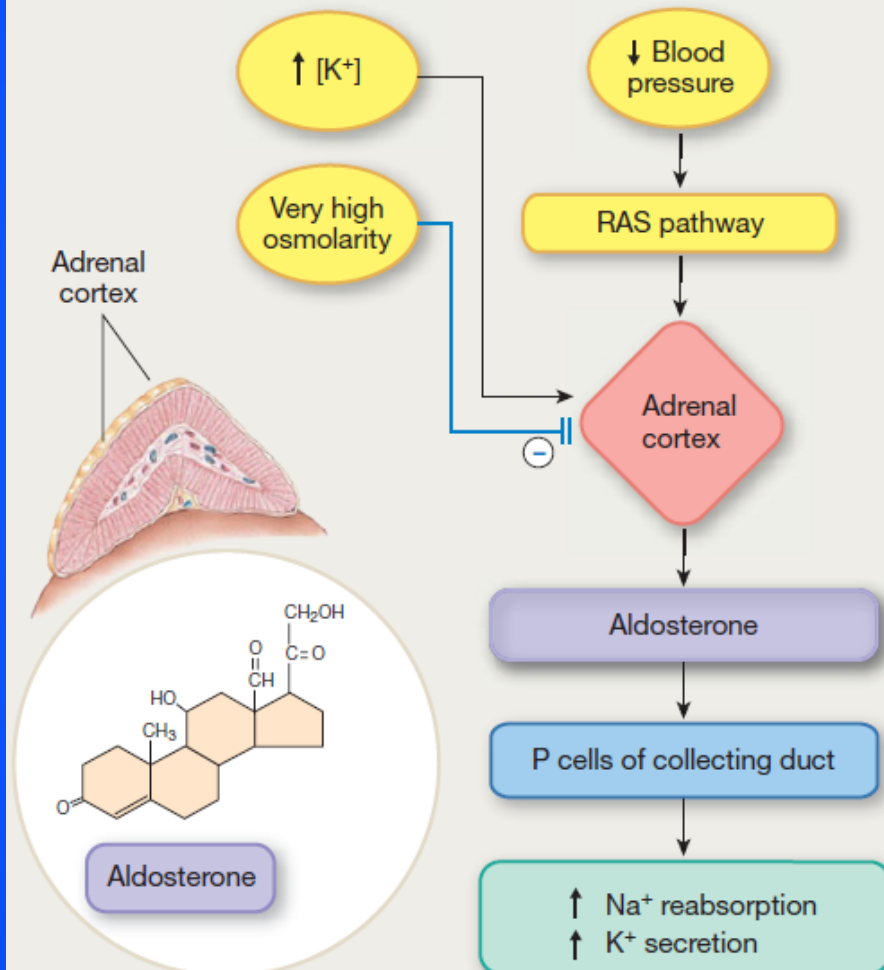 ↑ [K⁺]
↓ Blood
pressure
Very high
osmolarity
RAS pathway
Adrenal
cortex
Adrenal
cortex
−
Aldosterone
CH₂OH
O
C=O
CH
HO
CH₃
O
P cells of collecting duct
Aldosterone
↑ Na⁺ reabsorption
↑ K⁺ secretion